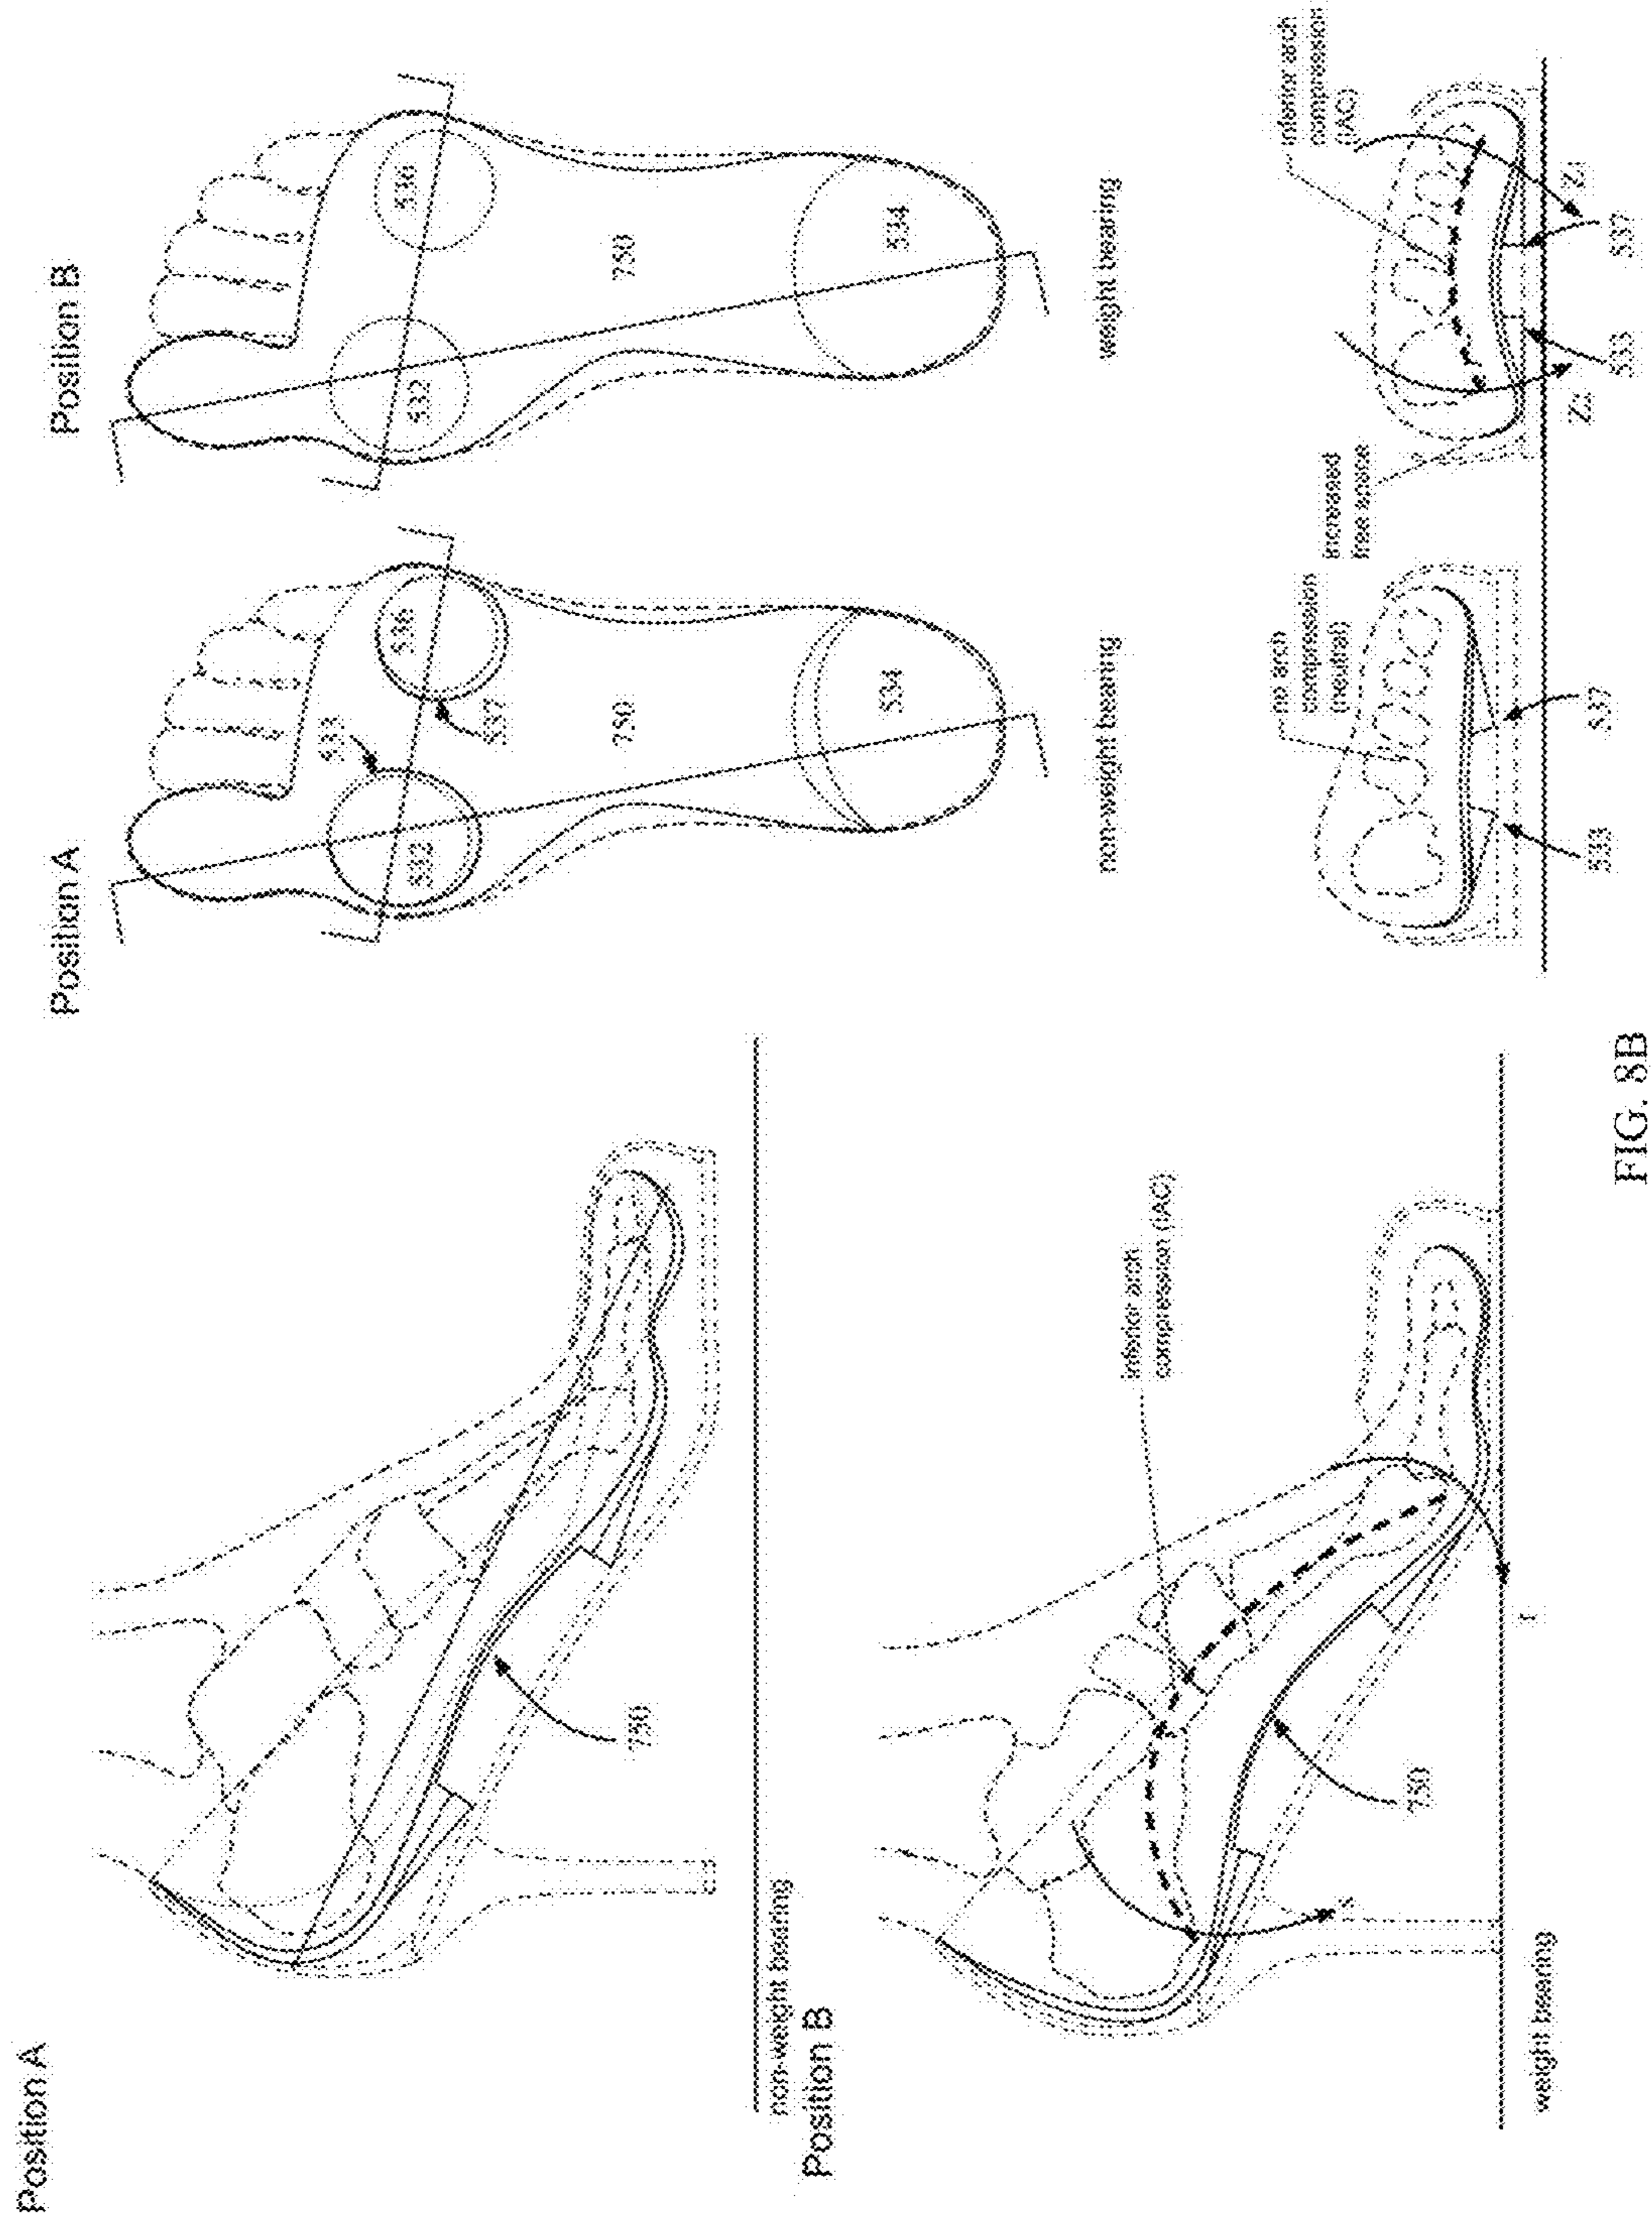 Position A
750
non-weight bearing
Position B
inferior arch
compression (IAC)
750
weight bearing
Position A
533
532
536
537
750
534
non-weight bearing
Position B
532
536
750
534
weight bearing
no arch
compression
(neutral)
533
537
increased
free space
inferior arch
compression
(IAC)
Z2
Z1
533
537
FIG. 8B